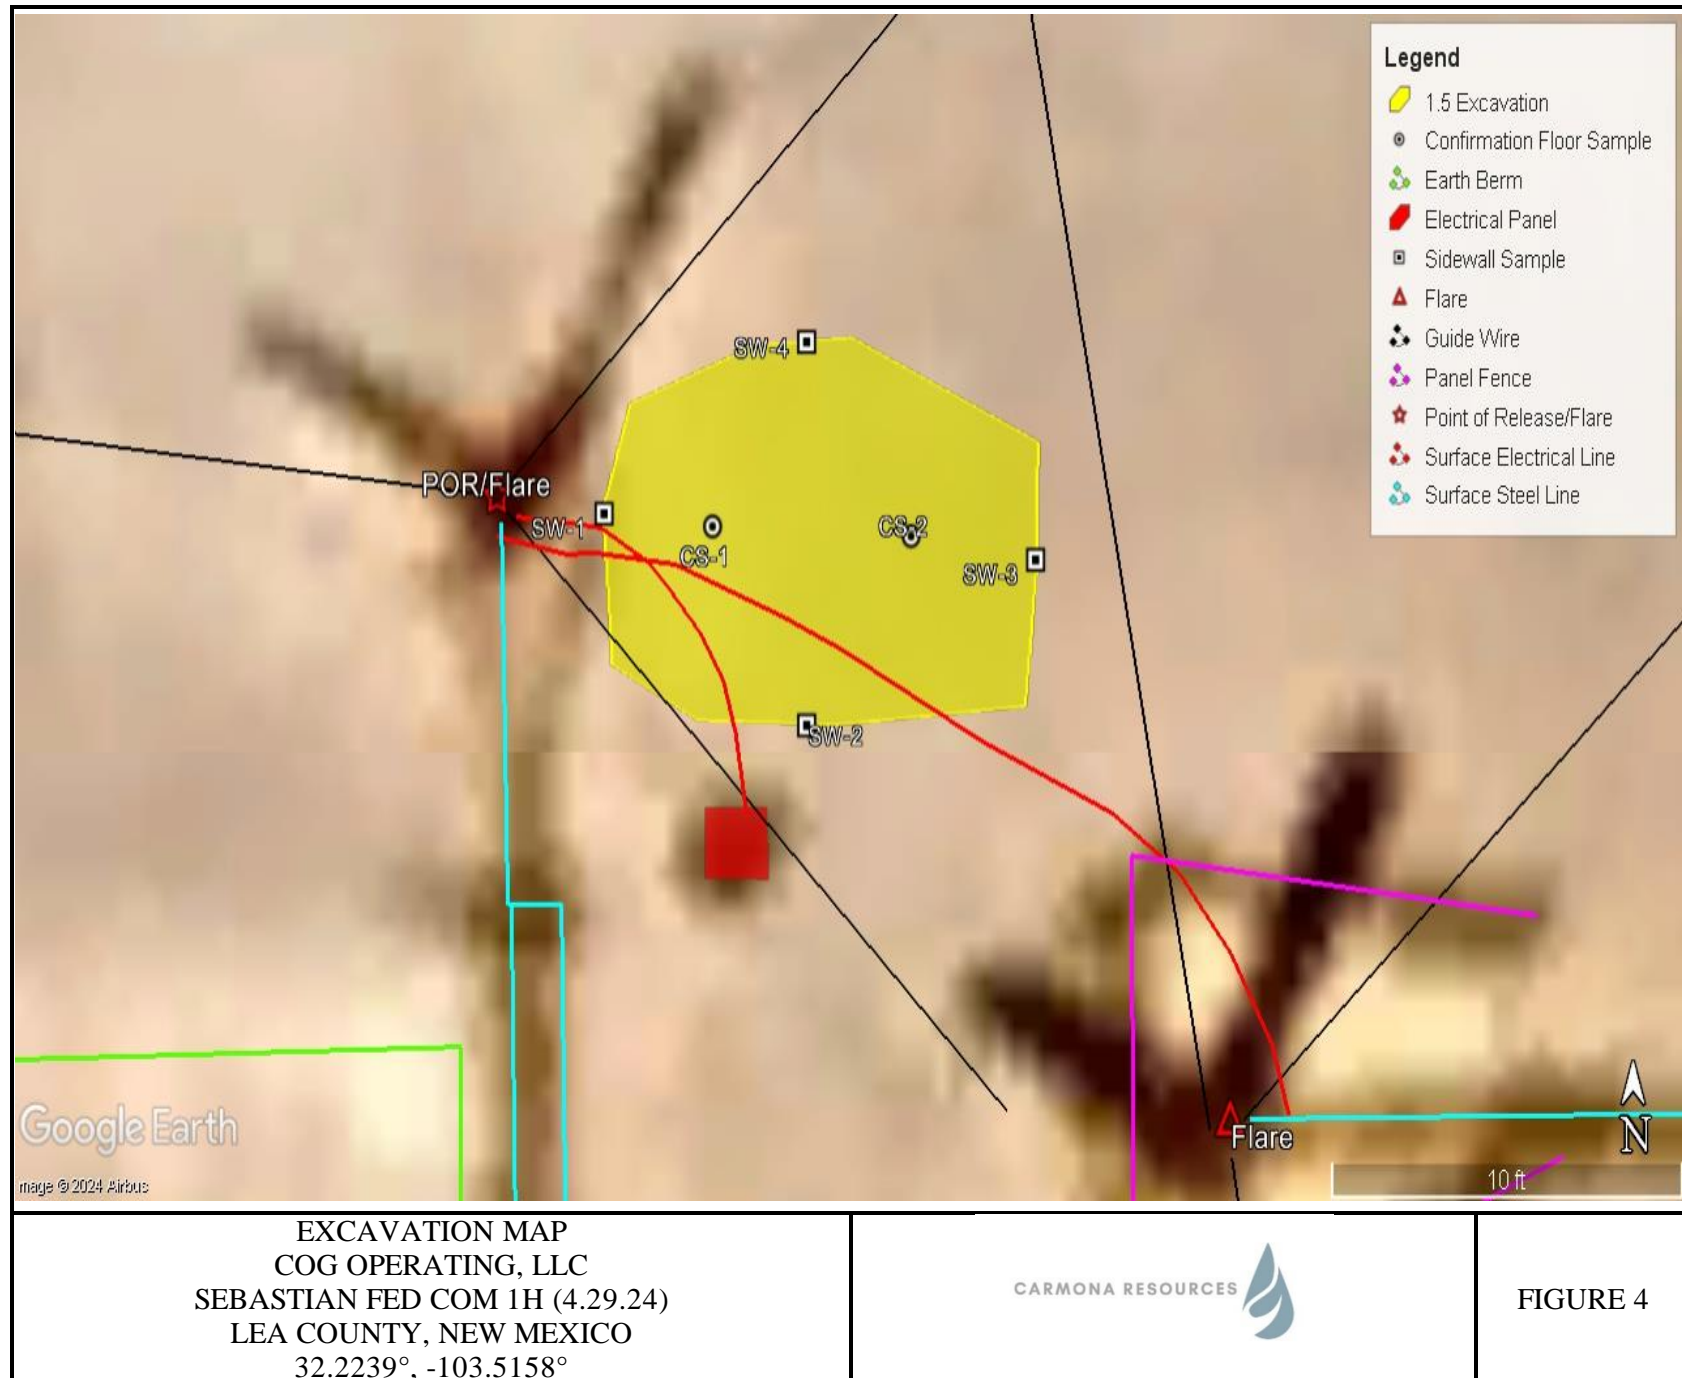 Legend
1.5 Excavation
Confirmation Floor Sample
Earth Berm
Electrical Panel
Sidewall Sample
Flare
Guide Wire
Panel Fence
Point of Release/Flare
Surface Electrical Line
Surface Steel Line
SW-4
POR/Flare
SW-1
CS-1
CS-2
SW-3
SW-2
Flare
N
10 ft
Google Earth
mage © 2024 Airbus
EXCAVATION MAP
COG OPERATING, LLC
SEBASTIAN FED COM 1H (4.29.24)
LEA COUNTY, NEW MEXICO
32.2239°, -103.5158°
CARMONA RESOURCES
FIGURE 4